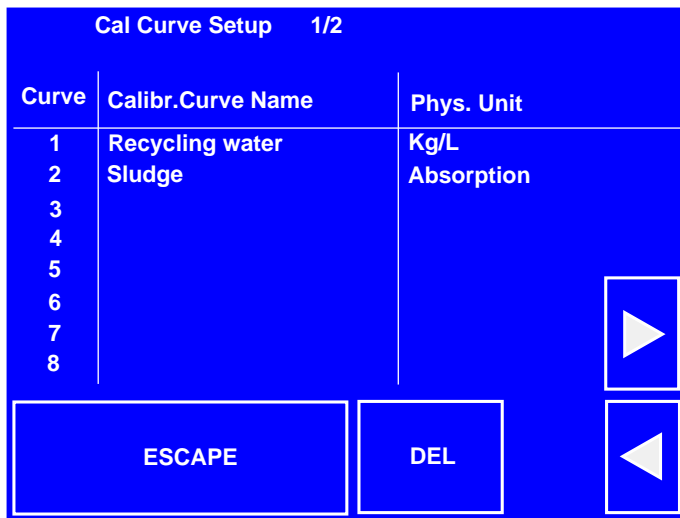 Cal Curve Setup 1/2
Curve Calibr.Curve Name Phys. Unit
1 Recycling water Kg/L
2 Sludge Absorption
3
4
5
6
7
8
ESCAPE DEL